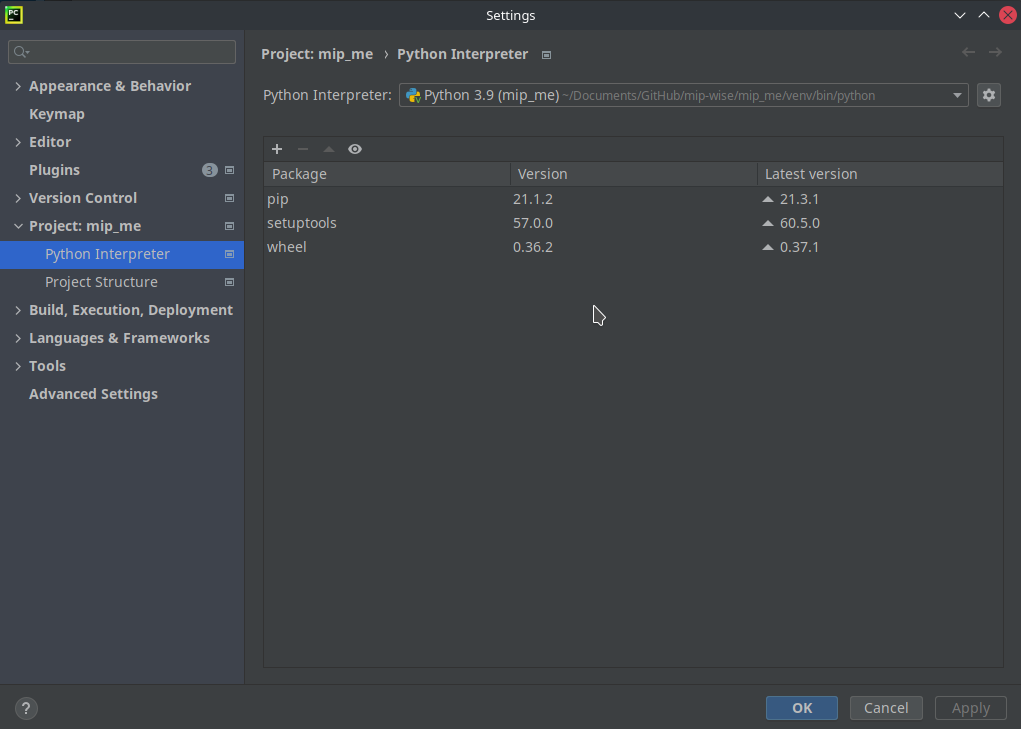 PC
Settings
Appearance & Behavior
Keymap
Editor
Plugins 3
Version Control
Project: mip_me
Python Interpreter
Project Structure
Build, Execution, Deployment
Languages & Frameworks
Tools
Advanced Settings
Project: mip_me › Python Interpreter
Python Interpreter: Python 3.9 (mip_me) ~/Documents/GitHub/mip-wise/mip_me/venv/bin/python
Package Version Latest version
pip 21.1.2 21.3.1
setuptools 57.0.0 60.5.0
wheel 0.36.2 0.37.1
? OK Cancel Apply